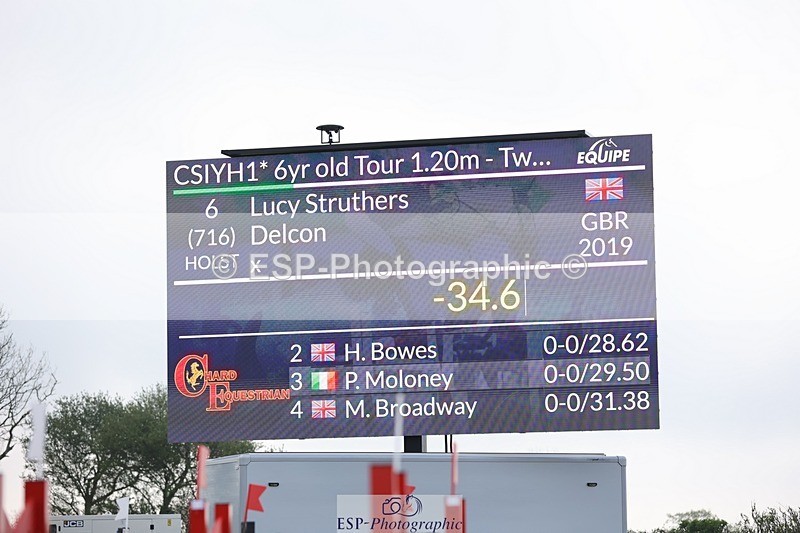 CSIYH1* 6yr old Tour 1.20m - Tw...
EQUIPE
6 Lucy Struthers
(716) Delcon GBR
HOLST x 2019
© ESP-Photographic ©
-34.6
2 H. Bowes 0-0/28.62
3 P. Moloney 0-0/29.50
4 M. Broadway 0-0/31.38
CHARD
EQUESTRIAN
JCB
ESP-Photographic